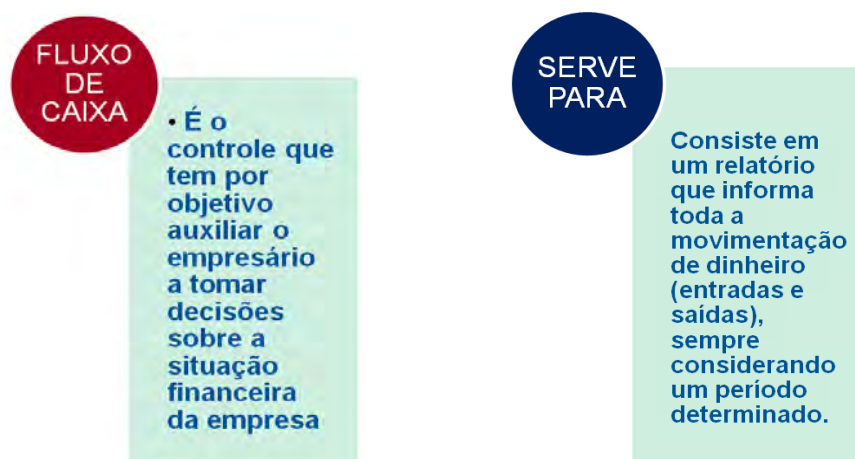 FLUXO
DE
CAIXA
• É o
controle que
tem por
objetivo
auxiliar o
empresário
a tomar
decisões
sobre a
situação
financeira
da empresa
SERVE
PARA
Consiste em
um relatório
que informa
toda a
movimentação
de dinheiro
(entradas e
saídas),
sempre
considerando
um período
determinado.